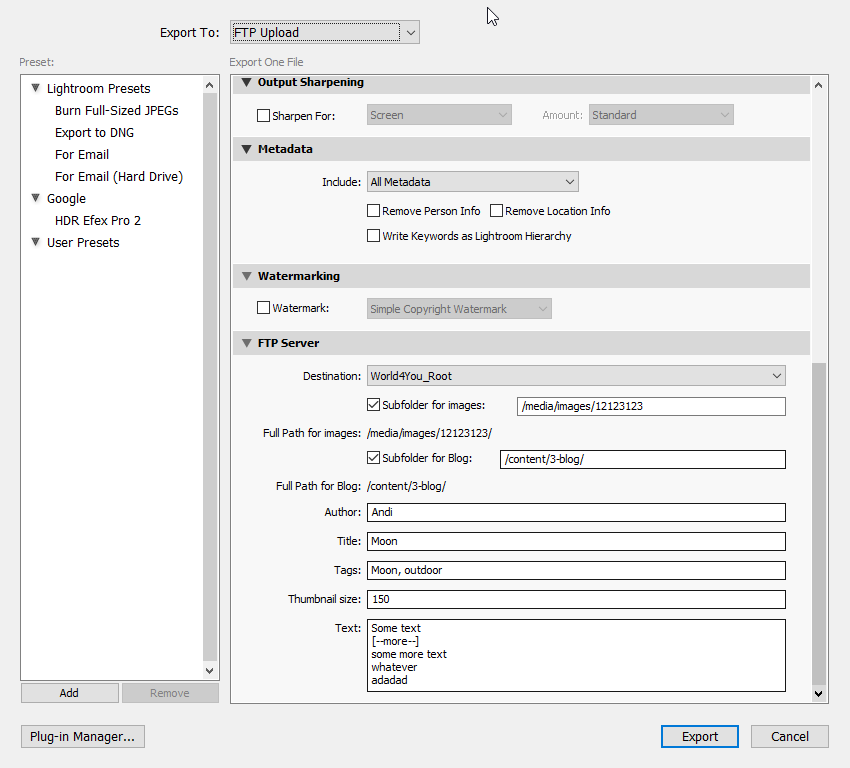 Export To: FTP Upload
Preset:
Export One File
Lightroom Presets
Burn Full-Sized JPEGs
Export to DNG
For Email
For Email (Hard Drive)
Google
HDR Efex Pro 2
User Presets
Add
Remove
Output Sharpening
Sharpen For: Screen Amount: Standard
Metadata
Include: All Metadata
Remove Person Info Remove Location Info
Write Keywords as Lightroom Hierarchy
Watermarking
Watermark: Simple Copyright Watermark
FTP Server
Destination: World4You_Root
Subfolder for images: /media/images/12123123
Full Path for images: /media/images/12123123/
Subfolder for Blog: /content/3-blog/
Full Path for Blog: /content/3-blog/
Author: Andi
Title: Moon
Tags: Moon, outdoor
Thumbnail size: 150
Text: Some text
[--more--]
some more text
whatever
adadad
Plug-in Manager...
Export
Cancel